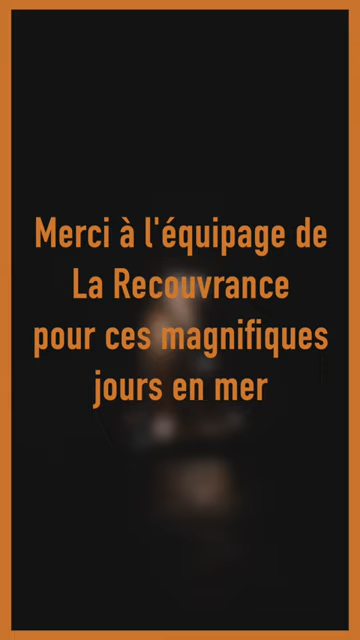 Merci à l'équipage de
La Recouvrance
pour ces magnifiques
jours en mer